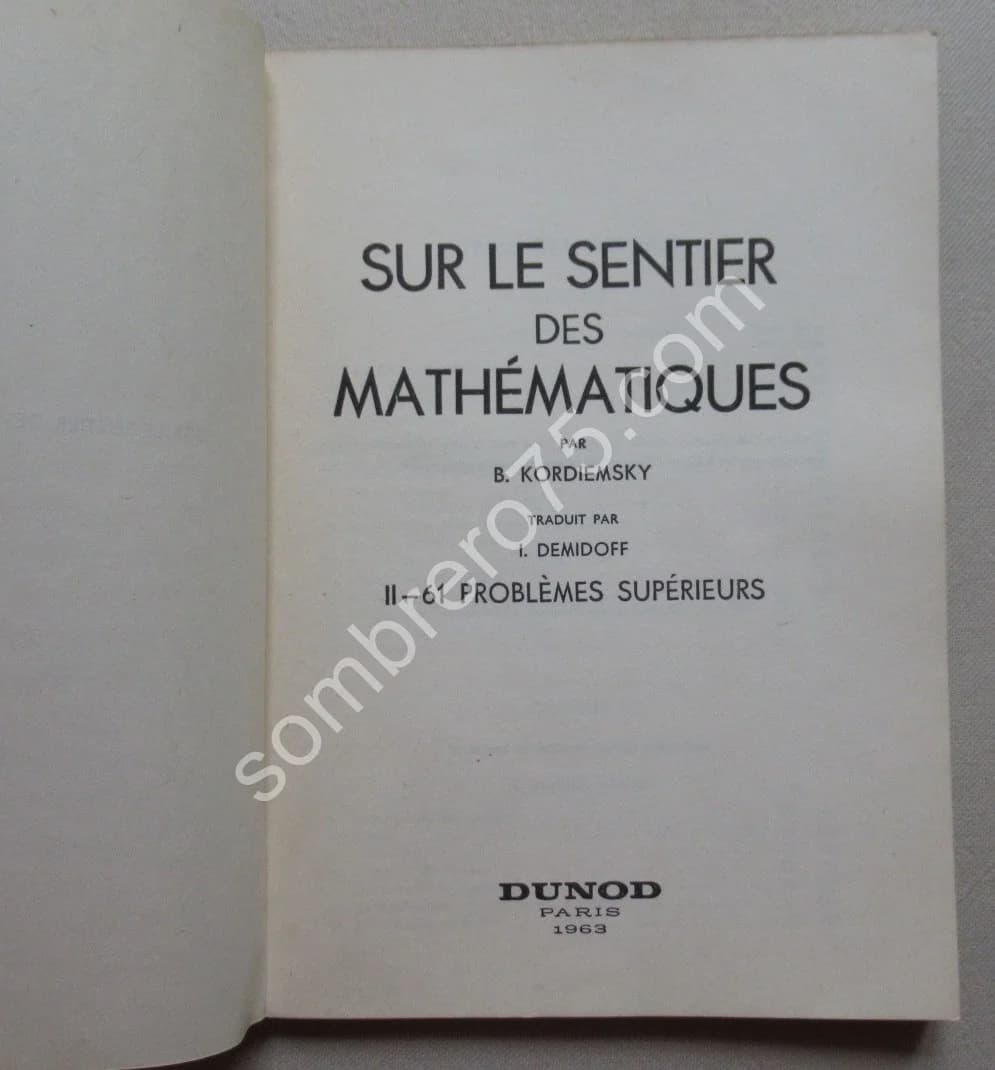 SUR LE SENTIER
DES
MATHÉMATIQUES
PAR
B. KORDIEMSKY
TRADUIT PAR
I. DEMIDOFF
II - 61 PROBLÈMES SUPÉRIEURS
DUNOD
PARIS
1963
sombrero75.com